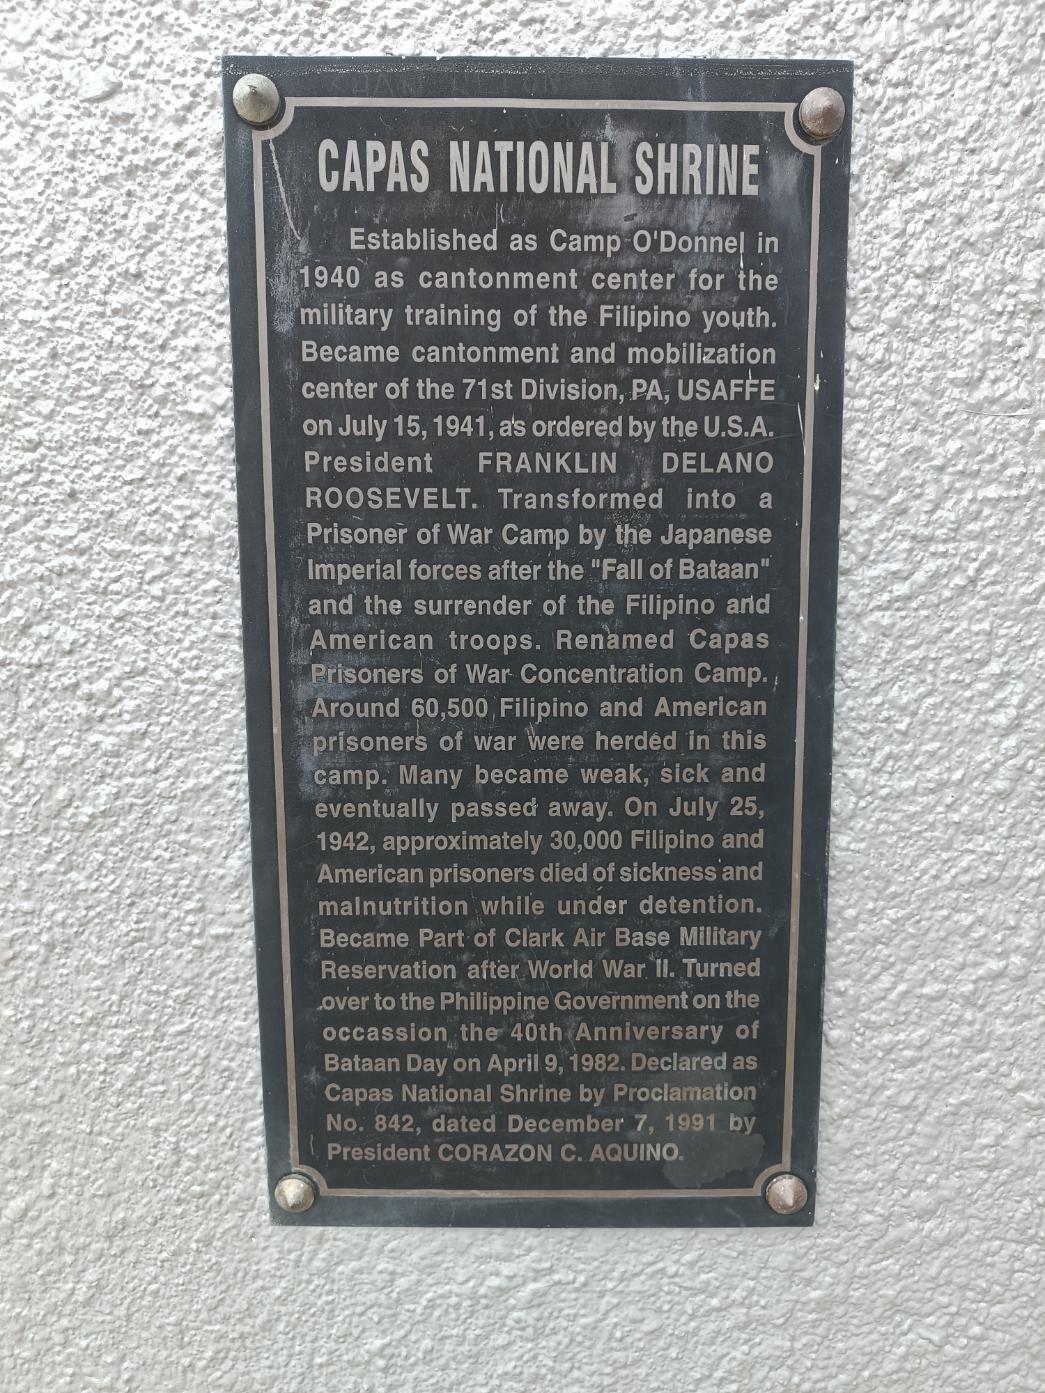 CAPAS NATIONAL SHRINE
Established as Camp O'Donnel in
1940 as cantonment center for the
military training of the Filipino youth.
Became cantonment and mobilization
center of the 71st Division, PA, USAFFE
on July 15, 1941, as ordered by the U.S.A.
President FRANKLIN DELANO
ROOSEVELT. Transformed into a
Prisoner of War Camp by the Japanese
Imperial forces after the "Fall of Bataan"
and the surrender of the Filipino and
American troops. Renamed Capas
Prisoners of War Concentration Camp.
Around 60,500 Filipino and American
prisoners of war were herded in this
camp. Many became weak, sick and
eventually passed away. On July 25,
1942, approximately 30,000 Filipino and
American prisoners died of sickness and
malnutrition while under detention.
Became Part of Clark Air Base Military
Reservation after World War II. Turned
over to the Philippine Government on the
occassion the 40th Anniversary of
Bataan Day on April 9, 1982. Declared as
Capas National Shrine by Proclamation
No. 842, dated December 7, 1991 by
President CORAZON C. AQUINO.